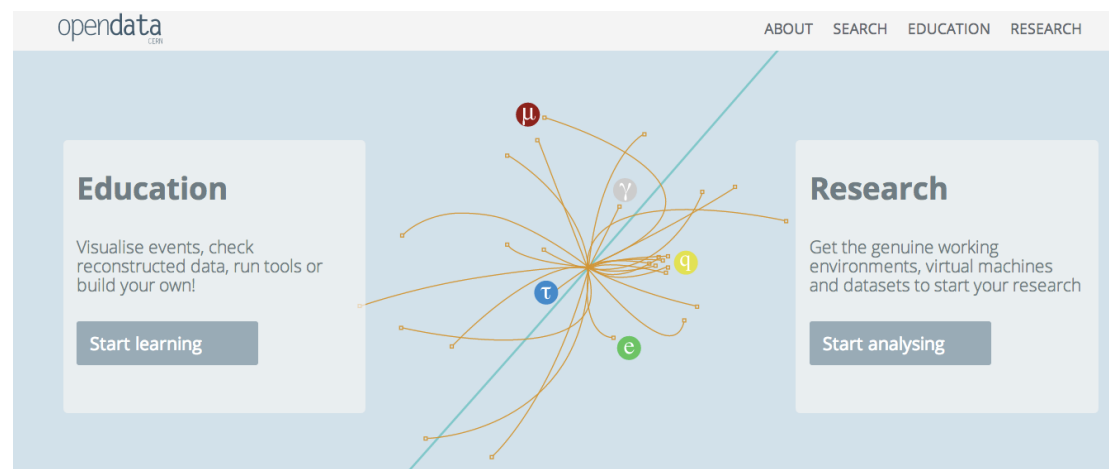 opendata
CERN
ABOUT SEARCH EDUCATION RESEARCH
μ
γ
q
τ
e
Education
Visualise events, check
reconstructed data, run tools or
build your own!
Start learning
Research
Get the genuine working
environments, virtual machines
and datasets to start your research
Start analysing